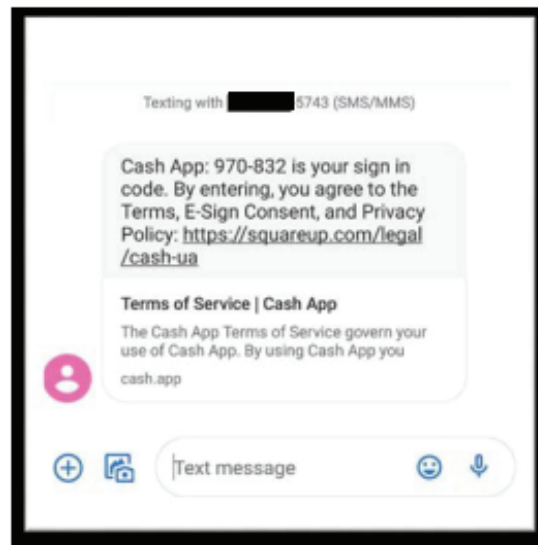 Texting with 5743 (SMS/MMS)
Cash App: 970-832 is your sign in
code. By entering, you agree to the
Terms, E-Sign Consent, and Privacy
Policy: https://squareup.com/legal
/cash-ua
Terms of Service | Cash App
The Cash App Terms of Service govern your
use of Cash App. By using Cash App you
cash.app
Text message